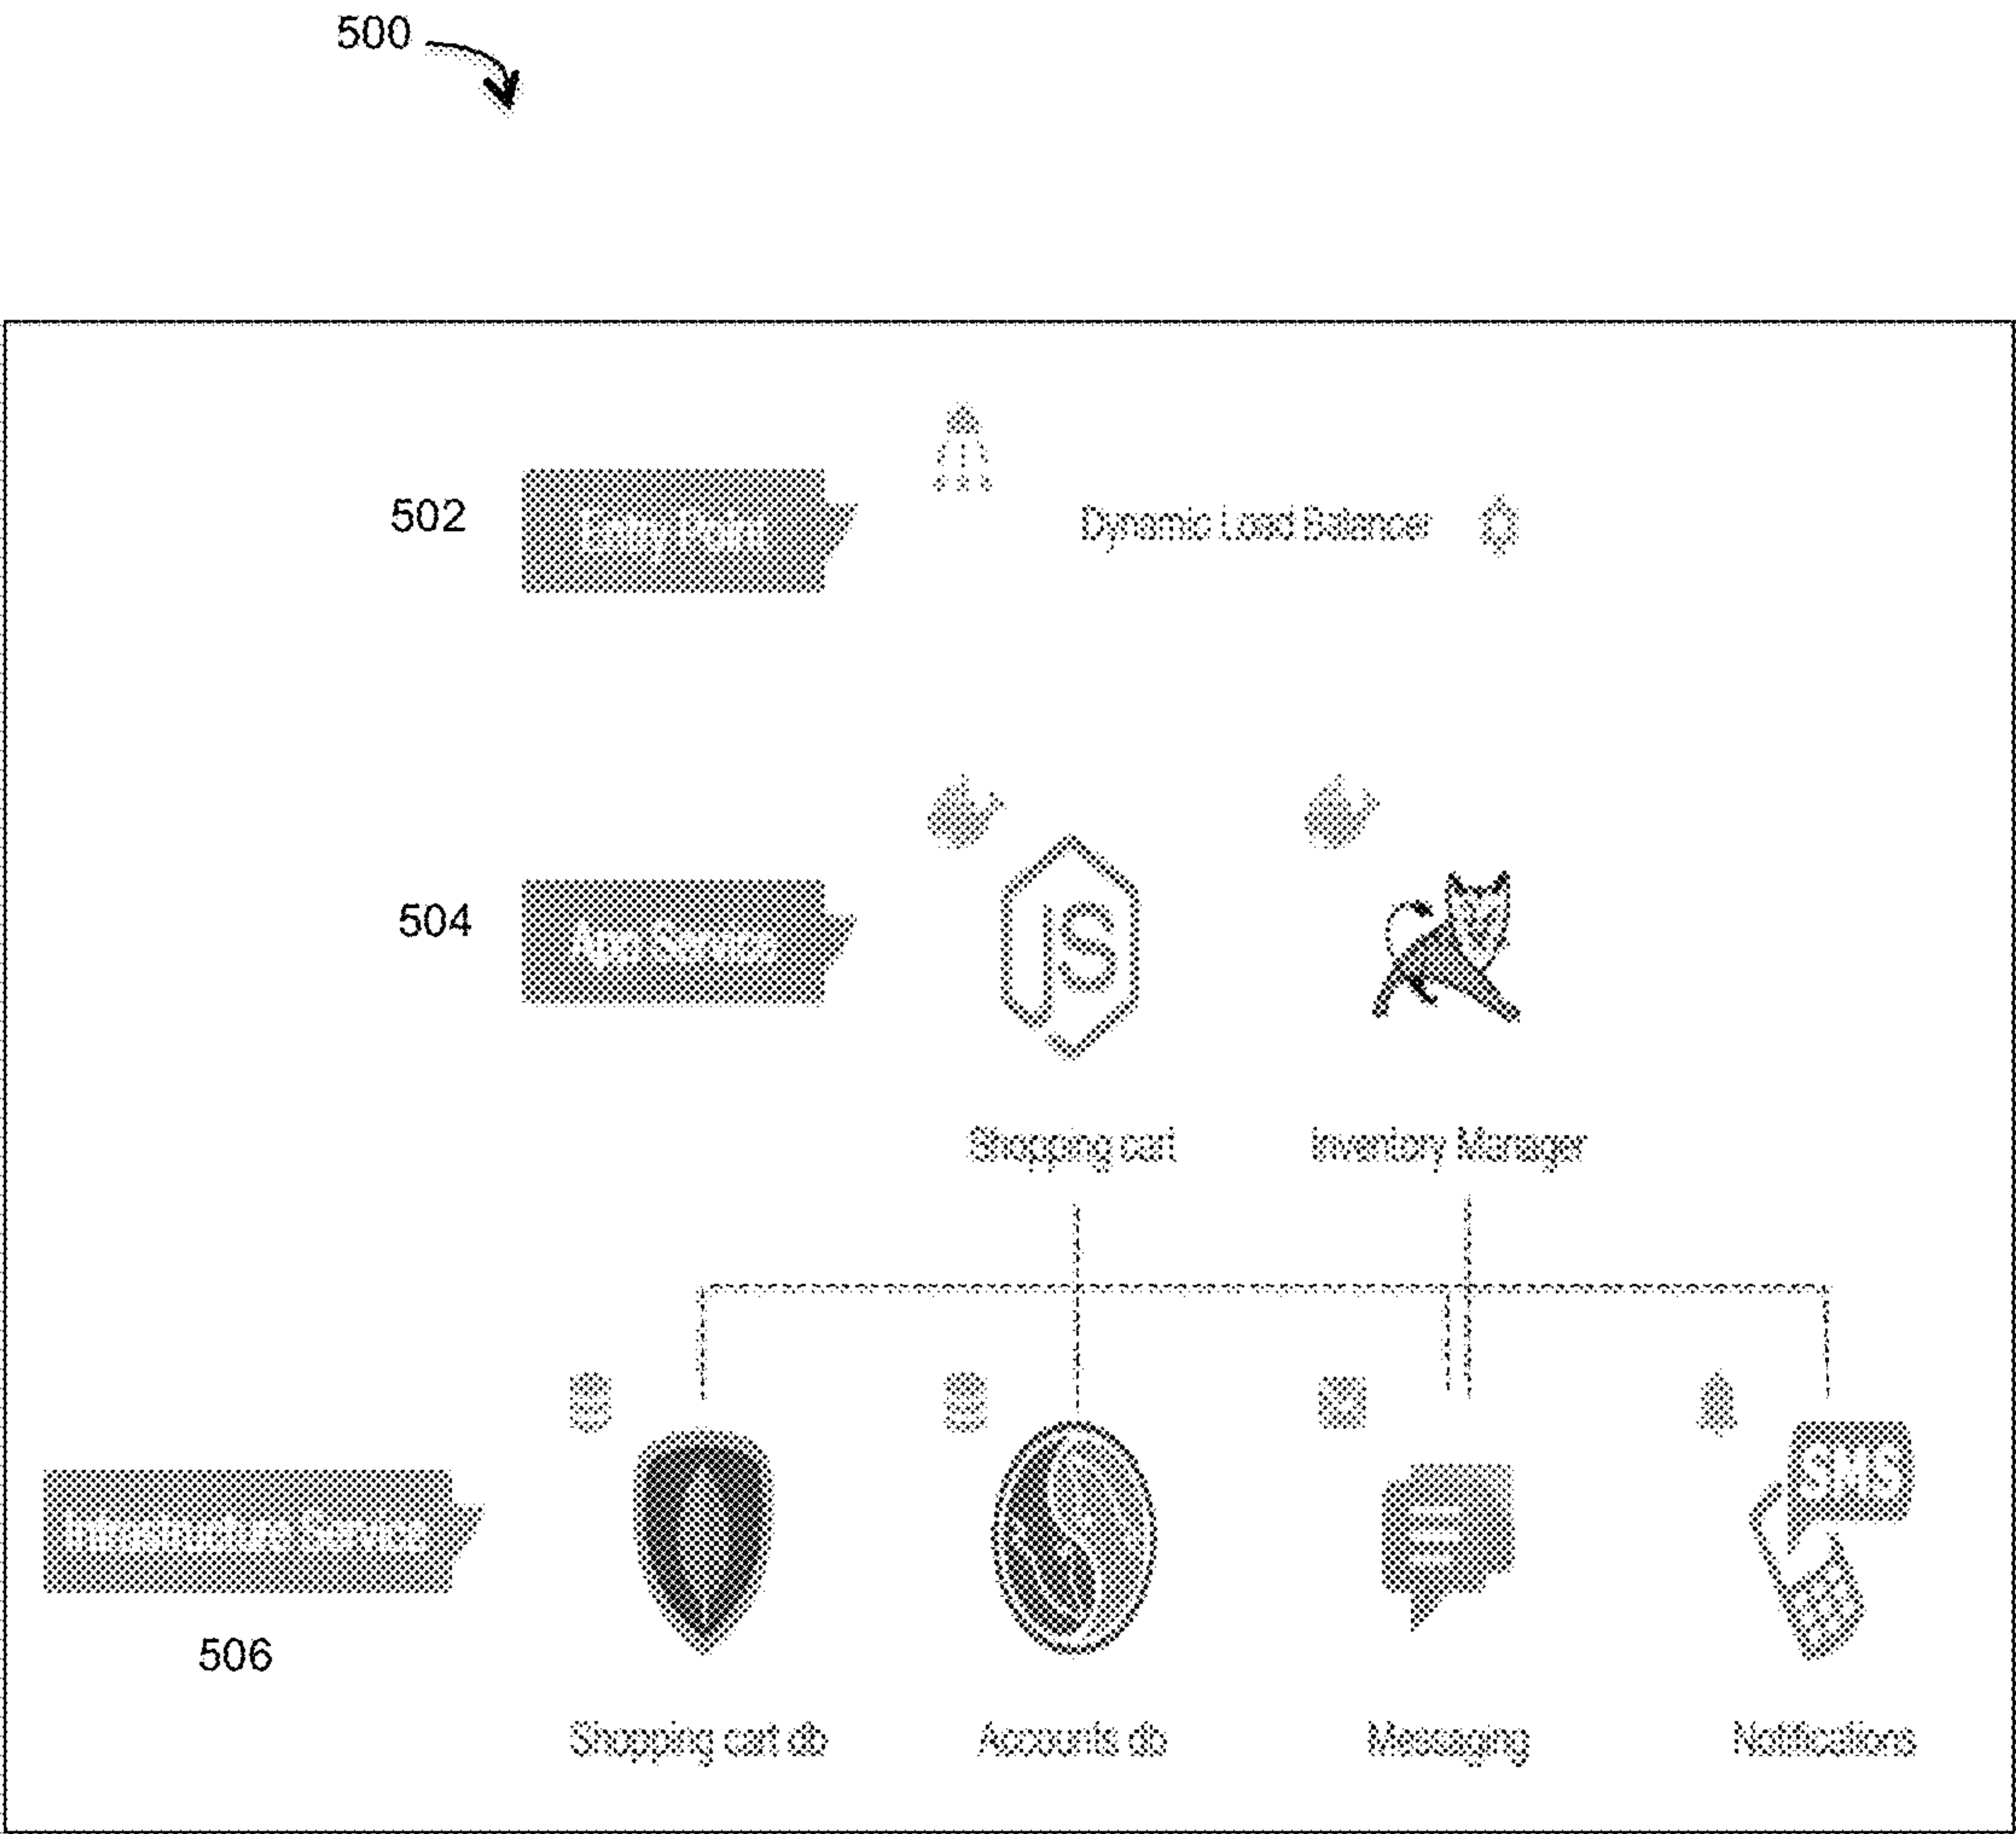 500
502
Entry Point
Dynamic Load Balancer
504
App Service
JS
Shopping cart
Inventory Manager
SMS
Infrastructure Service
506
Shopping cart db
Accounts db
Messaging
Notifications